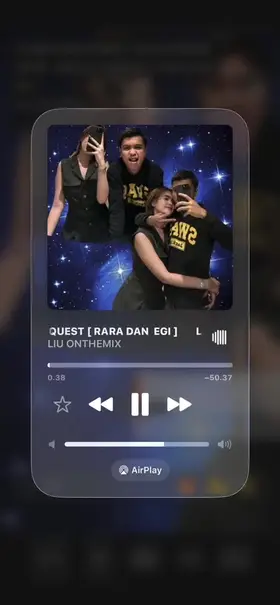 QUEST [ RARA DAN EGI ] L
LIU ONTHEMIX
0.38
−50.37
AirPlay